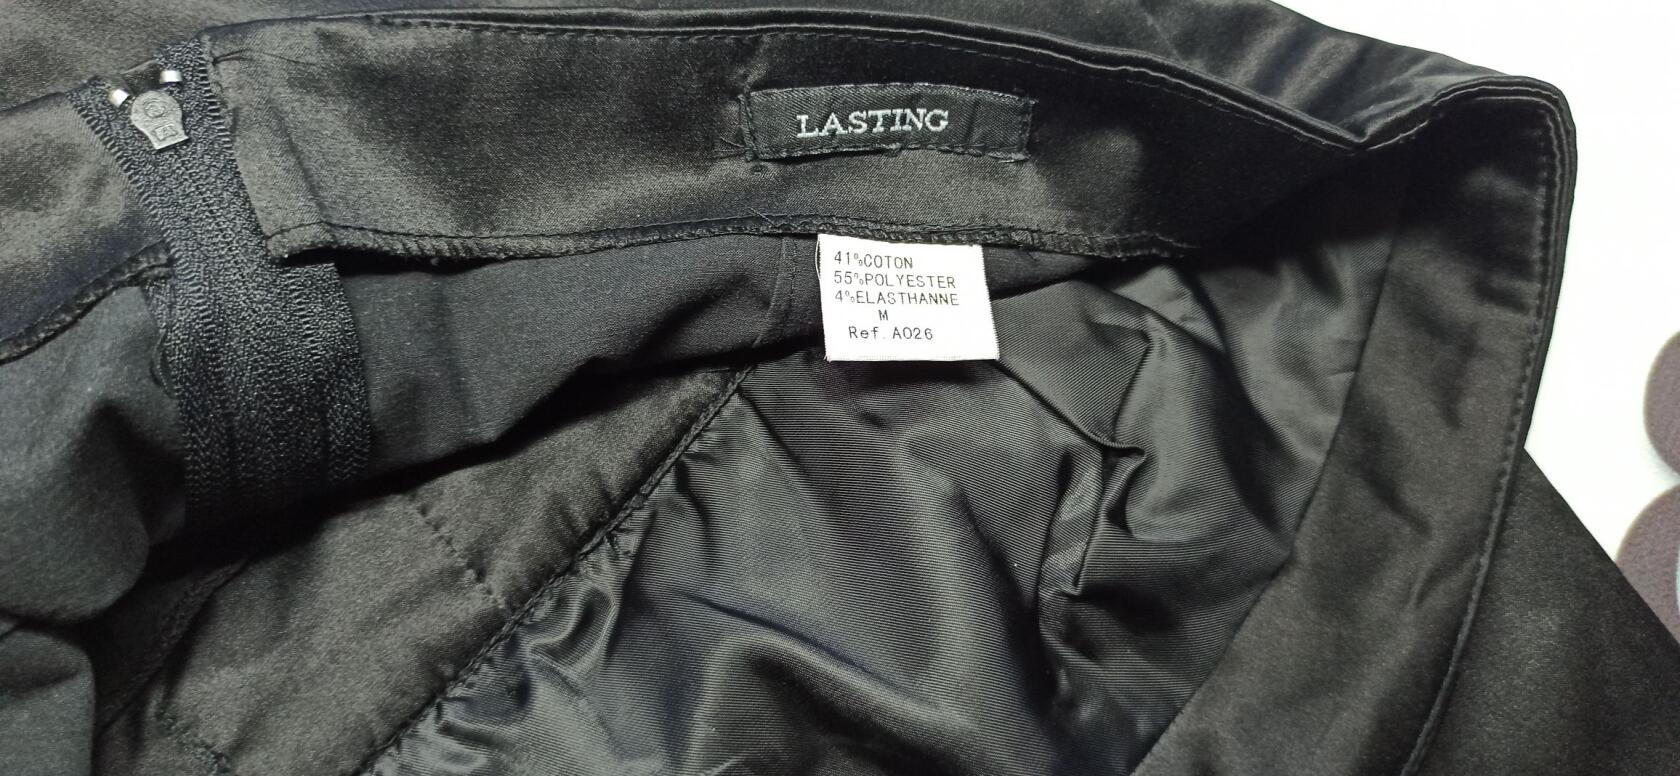 LASTING
41%COTON
55%POLYESTER
4%ELASTHANNE
M
Ref.A026